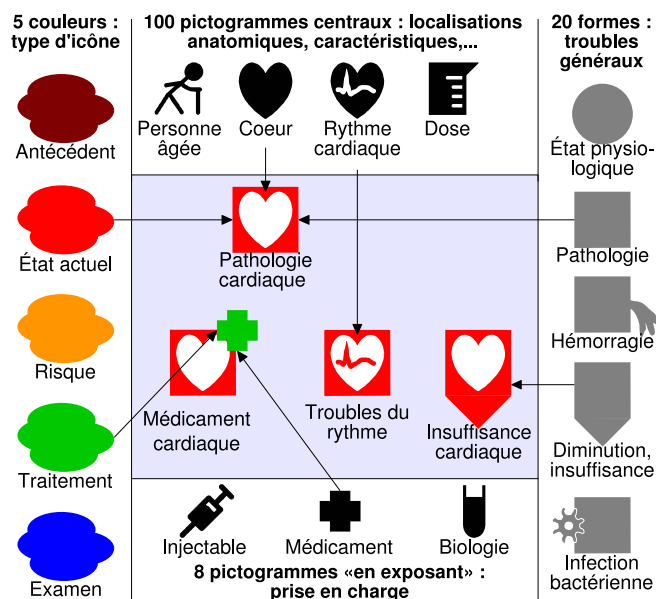 5 couleurs :
type d'icône
Antécédent
État actuel
Risque
Traitement
Examen
100 pictogrammes centraux : localisations
anatomiques, caractéristiques,...
Personne
âgée
Coeur
Rythme
cardiaque
Dose
Pathologie
cardiaque
Médicament
cardiaque
Troubles du
rythme
Insuffisance
cardiaque
Injectable
Médicament
Biologie
8 pictogrammes «en exposant» :
prise en charge
20 formes :
troubles
généraux
État physio-
logique
Pathologie
Hémorragie
Diminution,
insuffisance
Infection
bactérienne